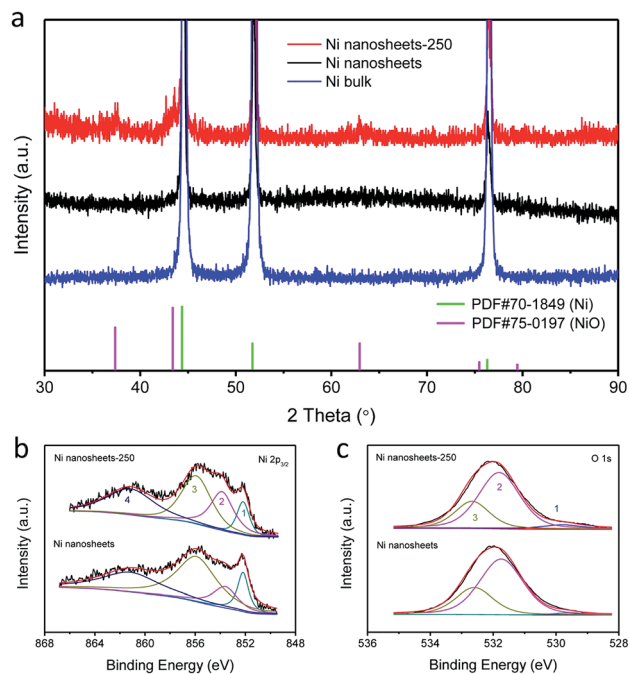 a
Ni nanosheets-250
Ni nanosheets
Ni bulk
Intensity (a.u.)
PDF#70-1849 (Ni)
PDF#75-0197 (NiO)
30 40 50 60 70 80 90
2 Theta (°)
b
Ni nanosheets-250
Ni 2p3/2
4
3
2
1
Ni nanosheets
Intensity (a.u.)
868 864 860 856 852 848
Binding Energy (eV)
c
Ni nanosheets-250
O 1s
3
2
1
Ni nanosheets
Intensity (a.u.)
536 534 532 530 528
Binding Energy (eV)